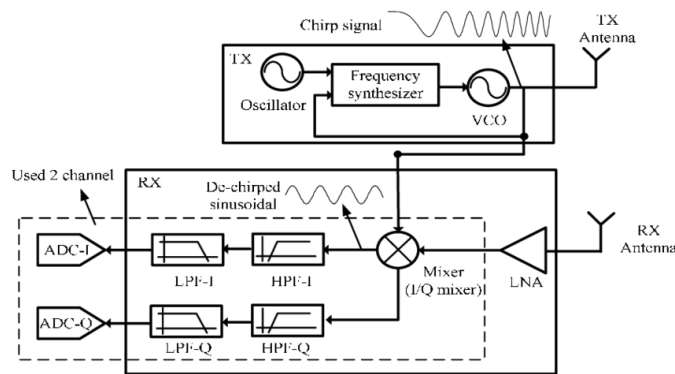 Chirp signal
TX
Antenna
TX
Oscillator
Frequency
synthesizer
VCO
Used 2 channel
RX
De-chirped
sinusoidal
RX
Antenna
ADC-I
LPF-I
HPF-I
Mixer
(I/Q mixer)
LNA
ADC-Q
LPF-Q
HPF-Q